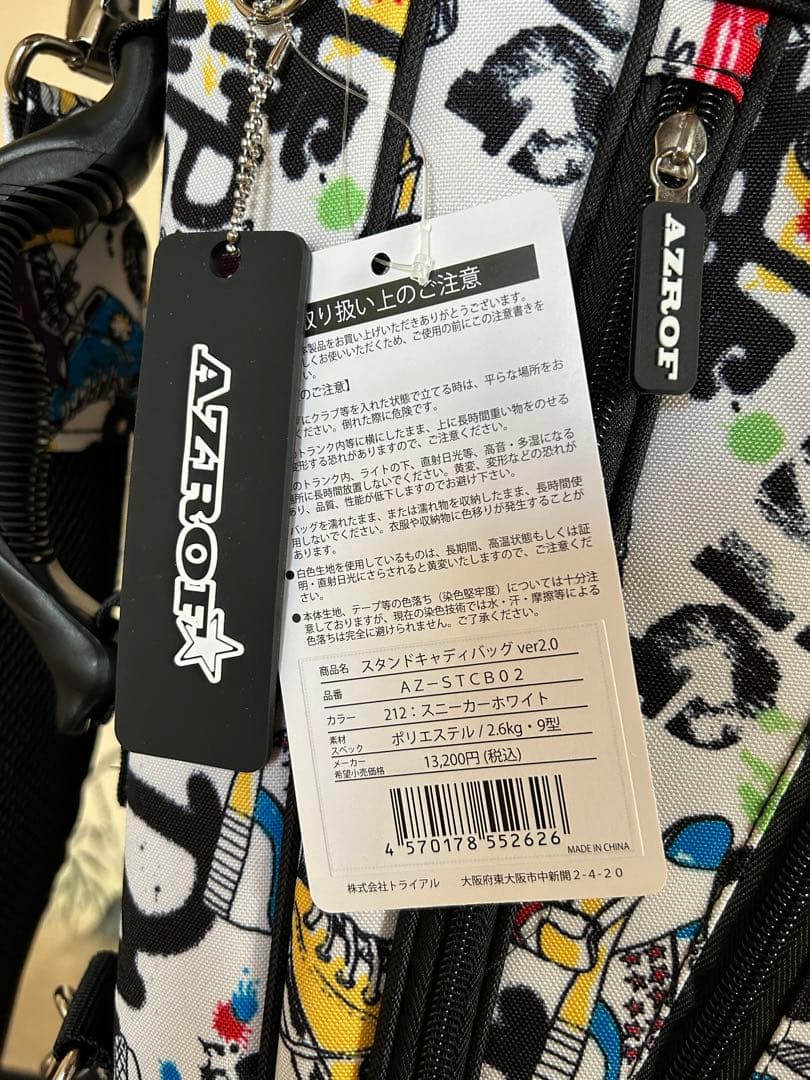 AZROF
AZROF
取り扱い上のご注意
本製品をお買い上げいただきありがとうございます。
しくお使いいただくため、ご使用の前にこの注意書きを
い。
のご注意】
にクラブ等を入れた状態で立てる時は、平らな場所をお
ください。倒れた際に危険です。
トランク内等に横にしたまま、上に長時間重い物をのせる
変形する恐れがありますので、ご注意ください。
のトランク内、ライトの下、直射日光等、高音・多湿になる
場所に長時間放置しないでください。黄変、変形などの恐れが
あり、品質、性能が低下しますのでお避け下さい。
バッグを濡れたまま、または濡れ物を収納したまま、長時間使
用しないでください。衣服や収納物に色移りが発生することが
あります。
●白色生地を使用しているものは、長期間、高温状態もしくは証
明・直射日光にさらされると黄変いたしますので、ご注意くだ
さい。
●本体生地、テープ等の色落ち（染色堅牢度）については十分注
意しておりますが、現在の染色技術では水・汗・摩擦等による
色落ちは完全に避けられません。ご了承ください。
商品名 スタンドキャディバッグ ver2.0
品番 AZ-STCB02
カラー 212：スニーカーホワイト
素材
スペック ポリエステル / 2.6kg・9型
メーカー
希望小売価格 13,200円(税込)
4 570178 552626
MADE IN CHINA
株式会社トライアル 大阪府東大阪市中新開2-4-20